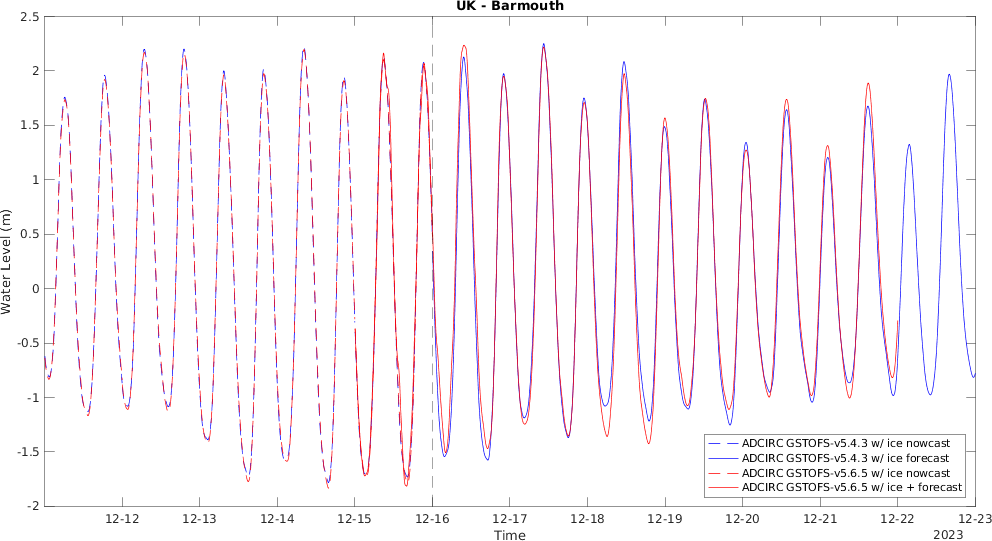 UK - Barmouth
2.5
2
1.5
1
0.5
0
-0.5
-1
-1.5
-2
Water Level (m)
ADCIRC GSTOFS-v5.4.3 w/ ice nowcast
ADCIRC GSTOFS-v5.4.3 w/ ice forecast
ADCIRC GSTOFS-v5.6.5 w/ ice nowcast
ADCIRC GSTOFS-v5.6.5 w/ ice + forecast
12-12 12-13 12-14 12-15 12-16 12-17 12-18 12-19 12-20 12-21 12-22 12-23
Time
2023